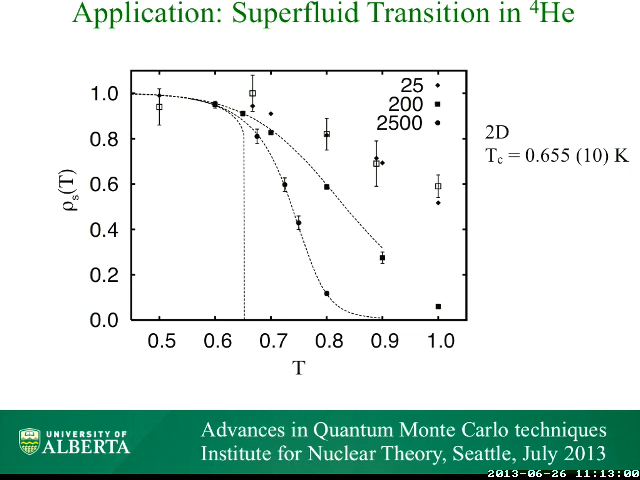 Application: Superfluid Transition in ⁴He
25
200
2500
1.0
0.8
0.6
0.4
0.2
0.0
ρs(T)
0.5 0.6 0.7 0.8 0.9 1.0
T
2D
Tc = 0.655 (10) K
UNIVERSITY OF
ALBERTA
Advances in Quantum Monte Carlo techniques
Institute for Nuclear Theory, Seattle, July 2013
2013-06-26 11:13:00